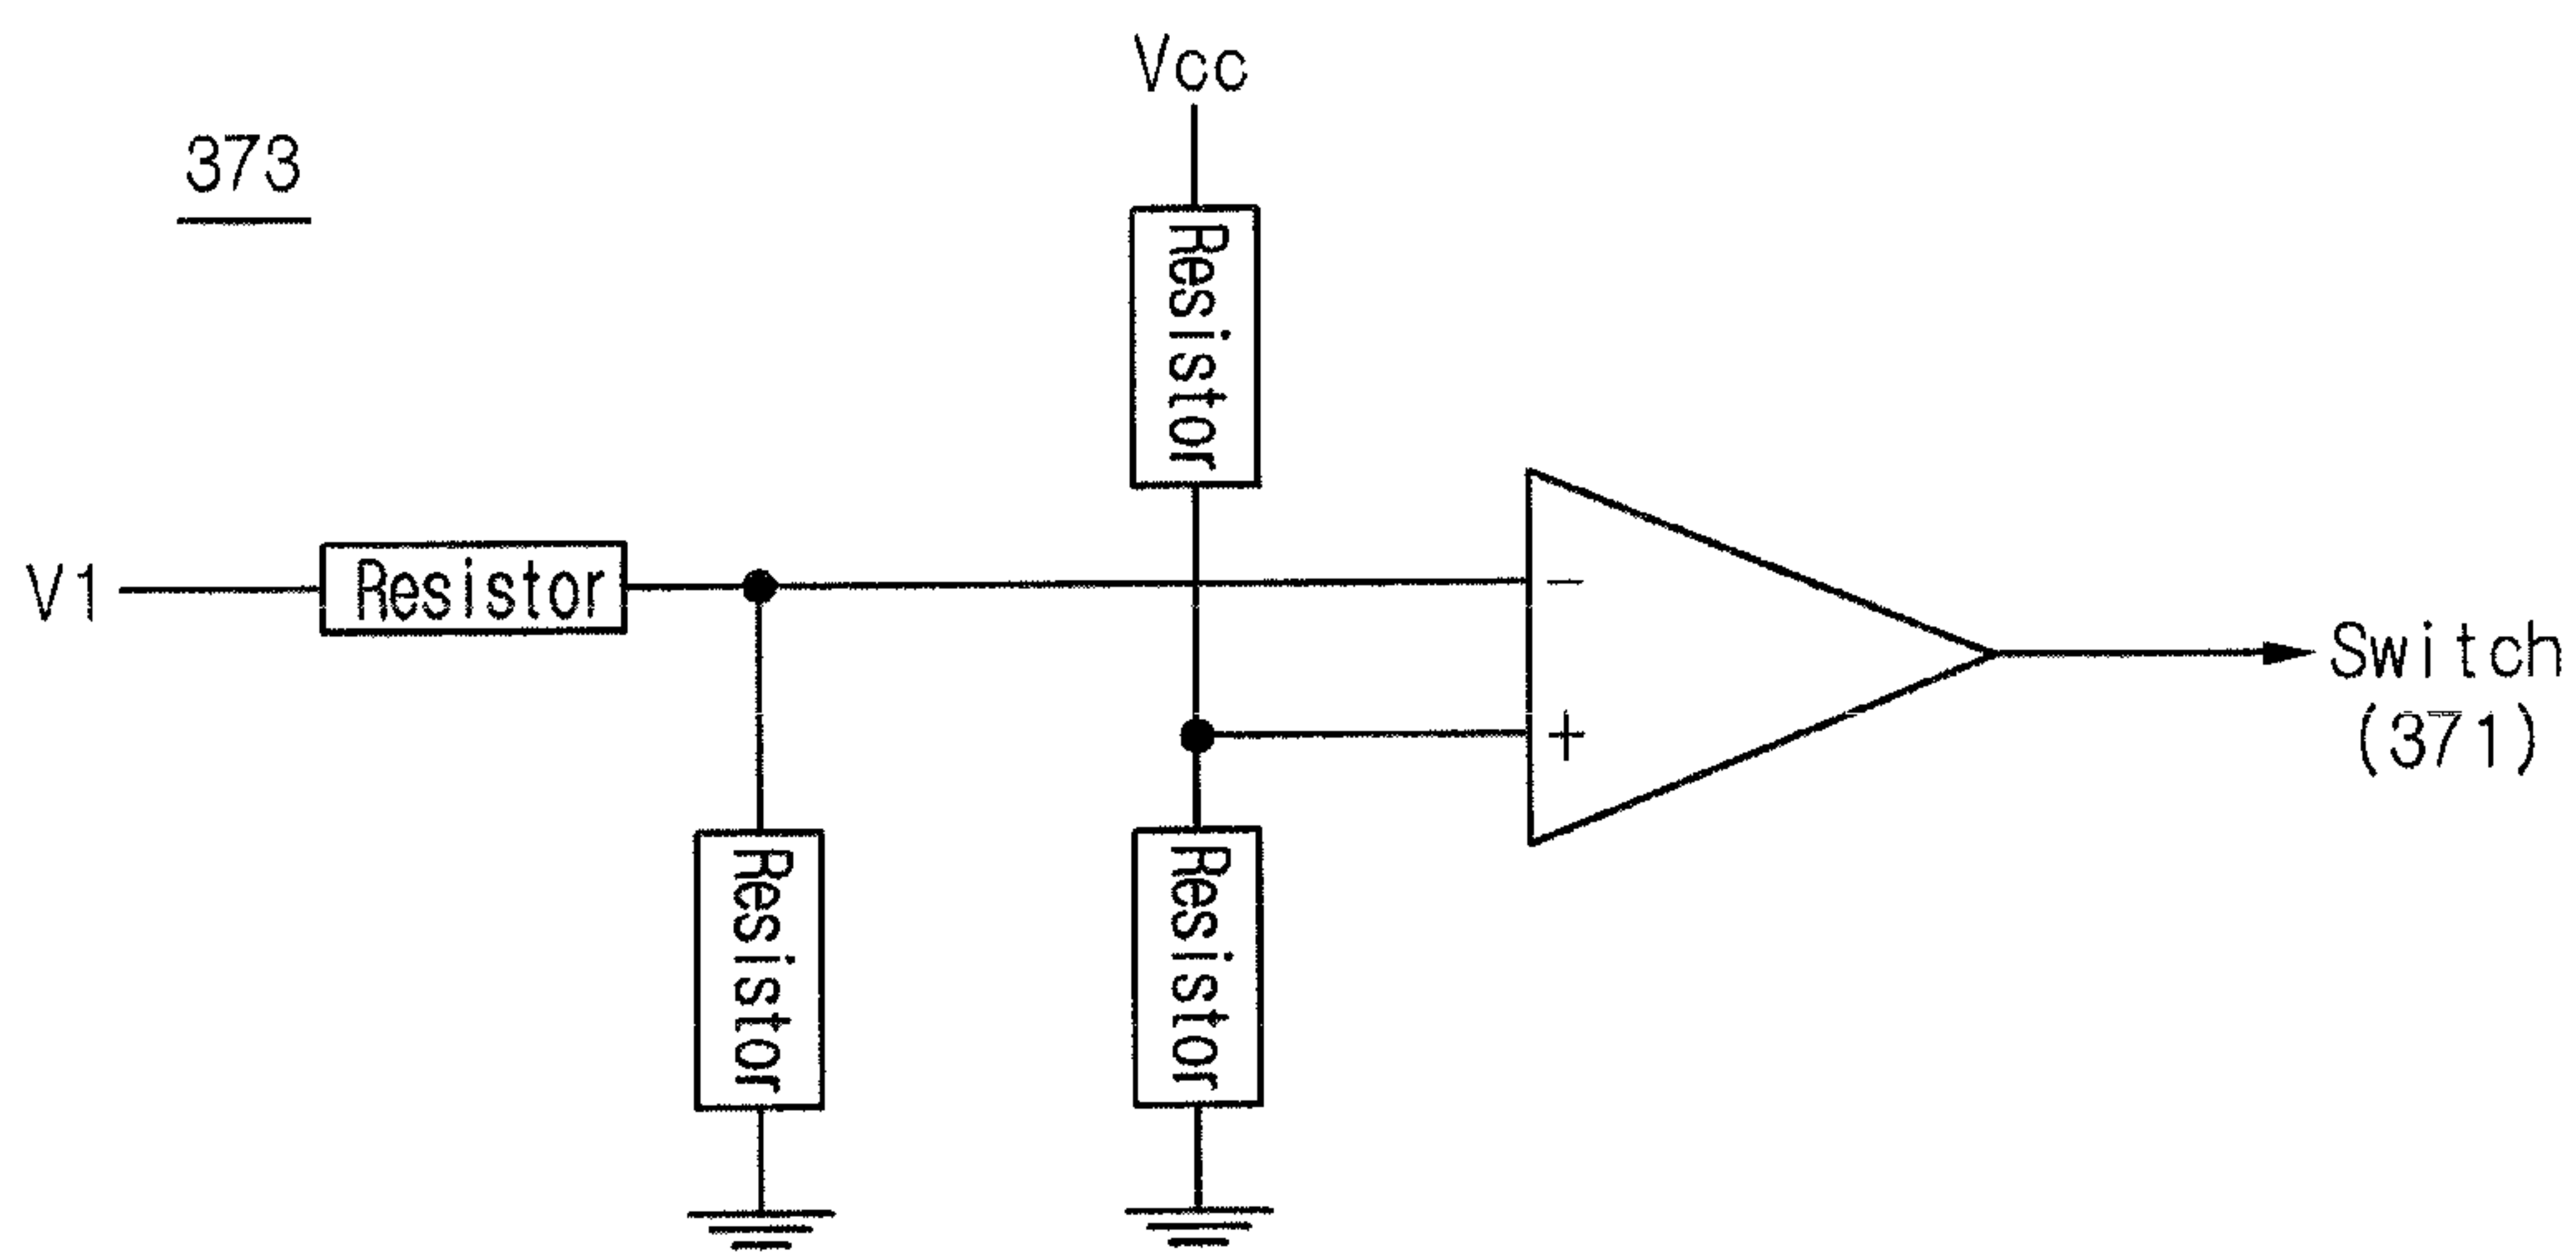 Vcc
373
Resistor
V1
Resistor
−
Switch
(371)
+
Resistor
Resistor